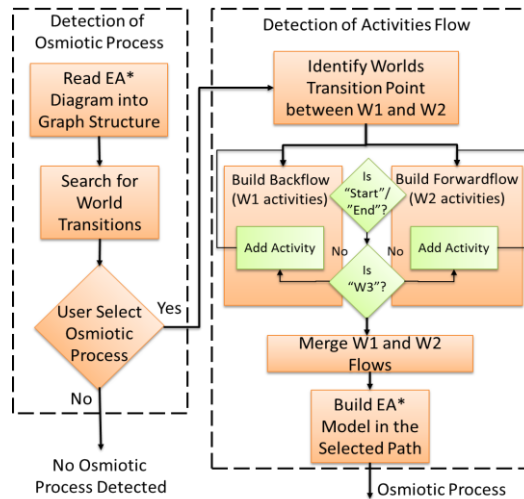 Detection of
Osmiotic Process
Read EA*
Diagram into
Graph Structure
Search for
World
Transitions
User Select
Osmiotic
Process
Yes
No
No Osmiotic
Process Detected
Detection of Activities Flow
Identify Worlds
Transition Point
between W1 and W2
Build Backflow
(W1 activities)
Is
“Start”/
"End”?
Build Forwardflow
(W2 activities)
Add Activity
No
Is
“W3”?
No
Add Activity
Merge W1 and W2
Flows
Build EA*
Model in the
Selected Path
Osmiotic Process